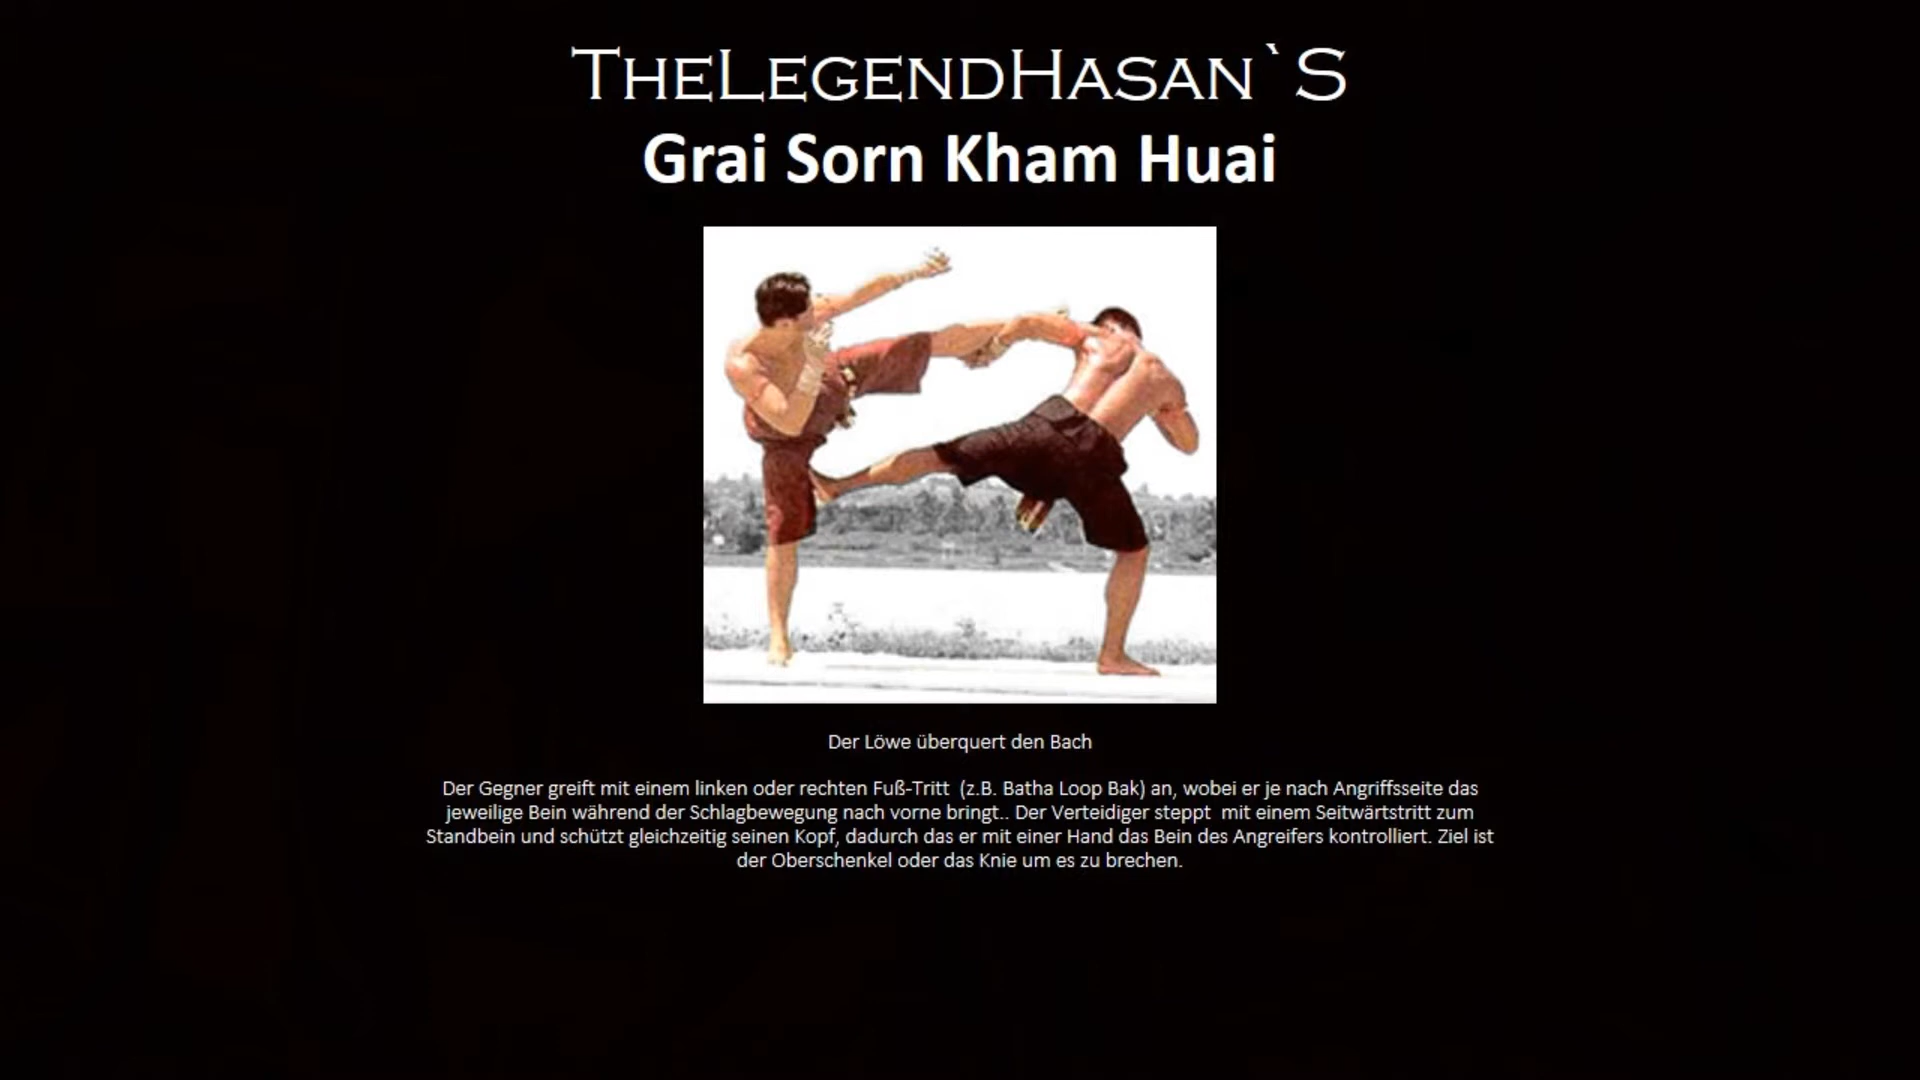 TheLegendHasan`s
Grai Sorn Kham Huai
Der Löwe überquert den Bach
Der Gegner greift mit einem linken oder rechten Fuß-Tritt  (z.B. Batha Loop Bak) an, wobei er je nach Angriffsseite das
jeweilige Bein während der Schlagbewegung nach vorne bringt.. Der Verteidiger steppt  mit einem Seitwärtstritt zum
Standbein und schützt gleichzeitig seinen Kopf, dadurch das er mit einer Hand das Bein des Angreifers kontrolliert. Ziel ist
der Oberschenkel oder das Knie um es zu brechen.